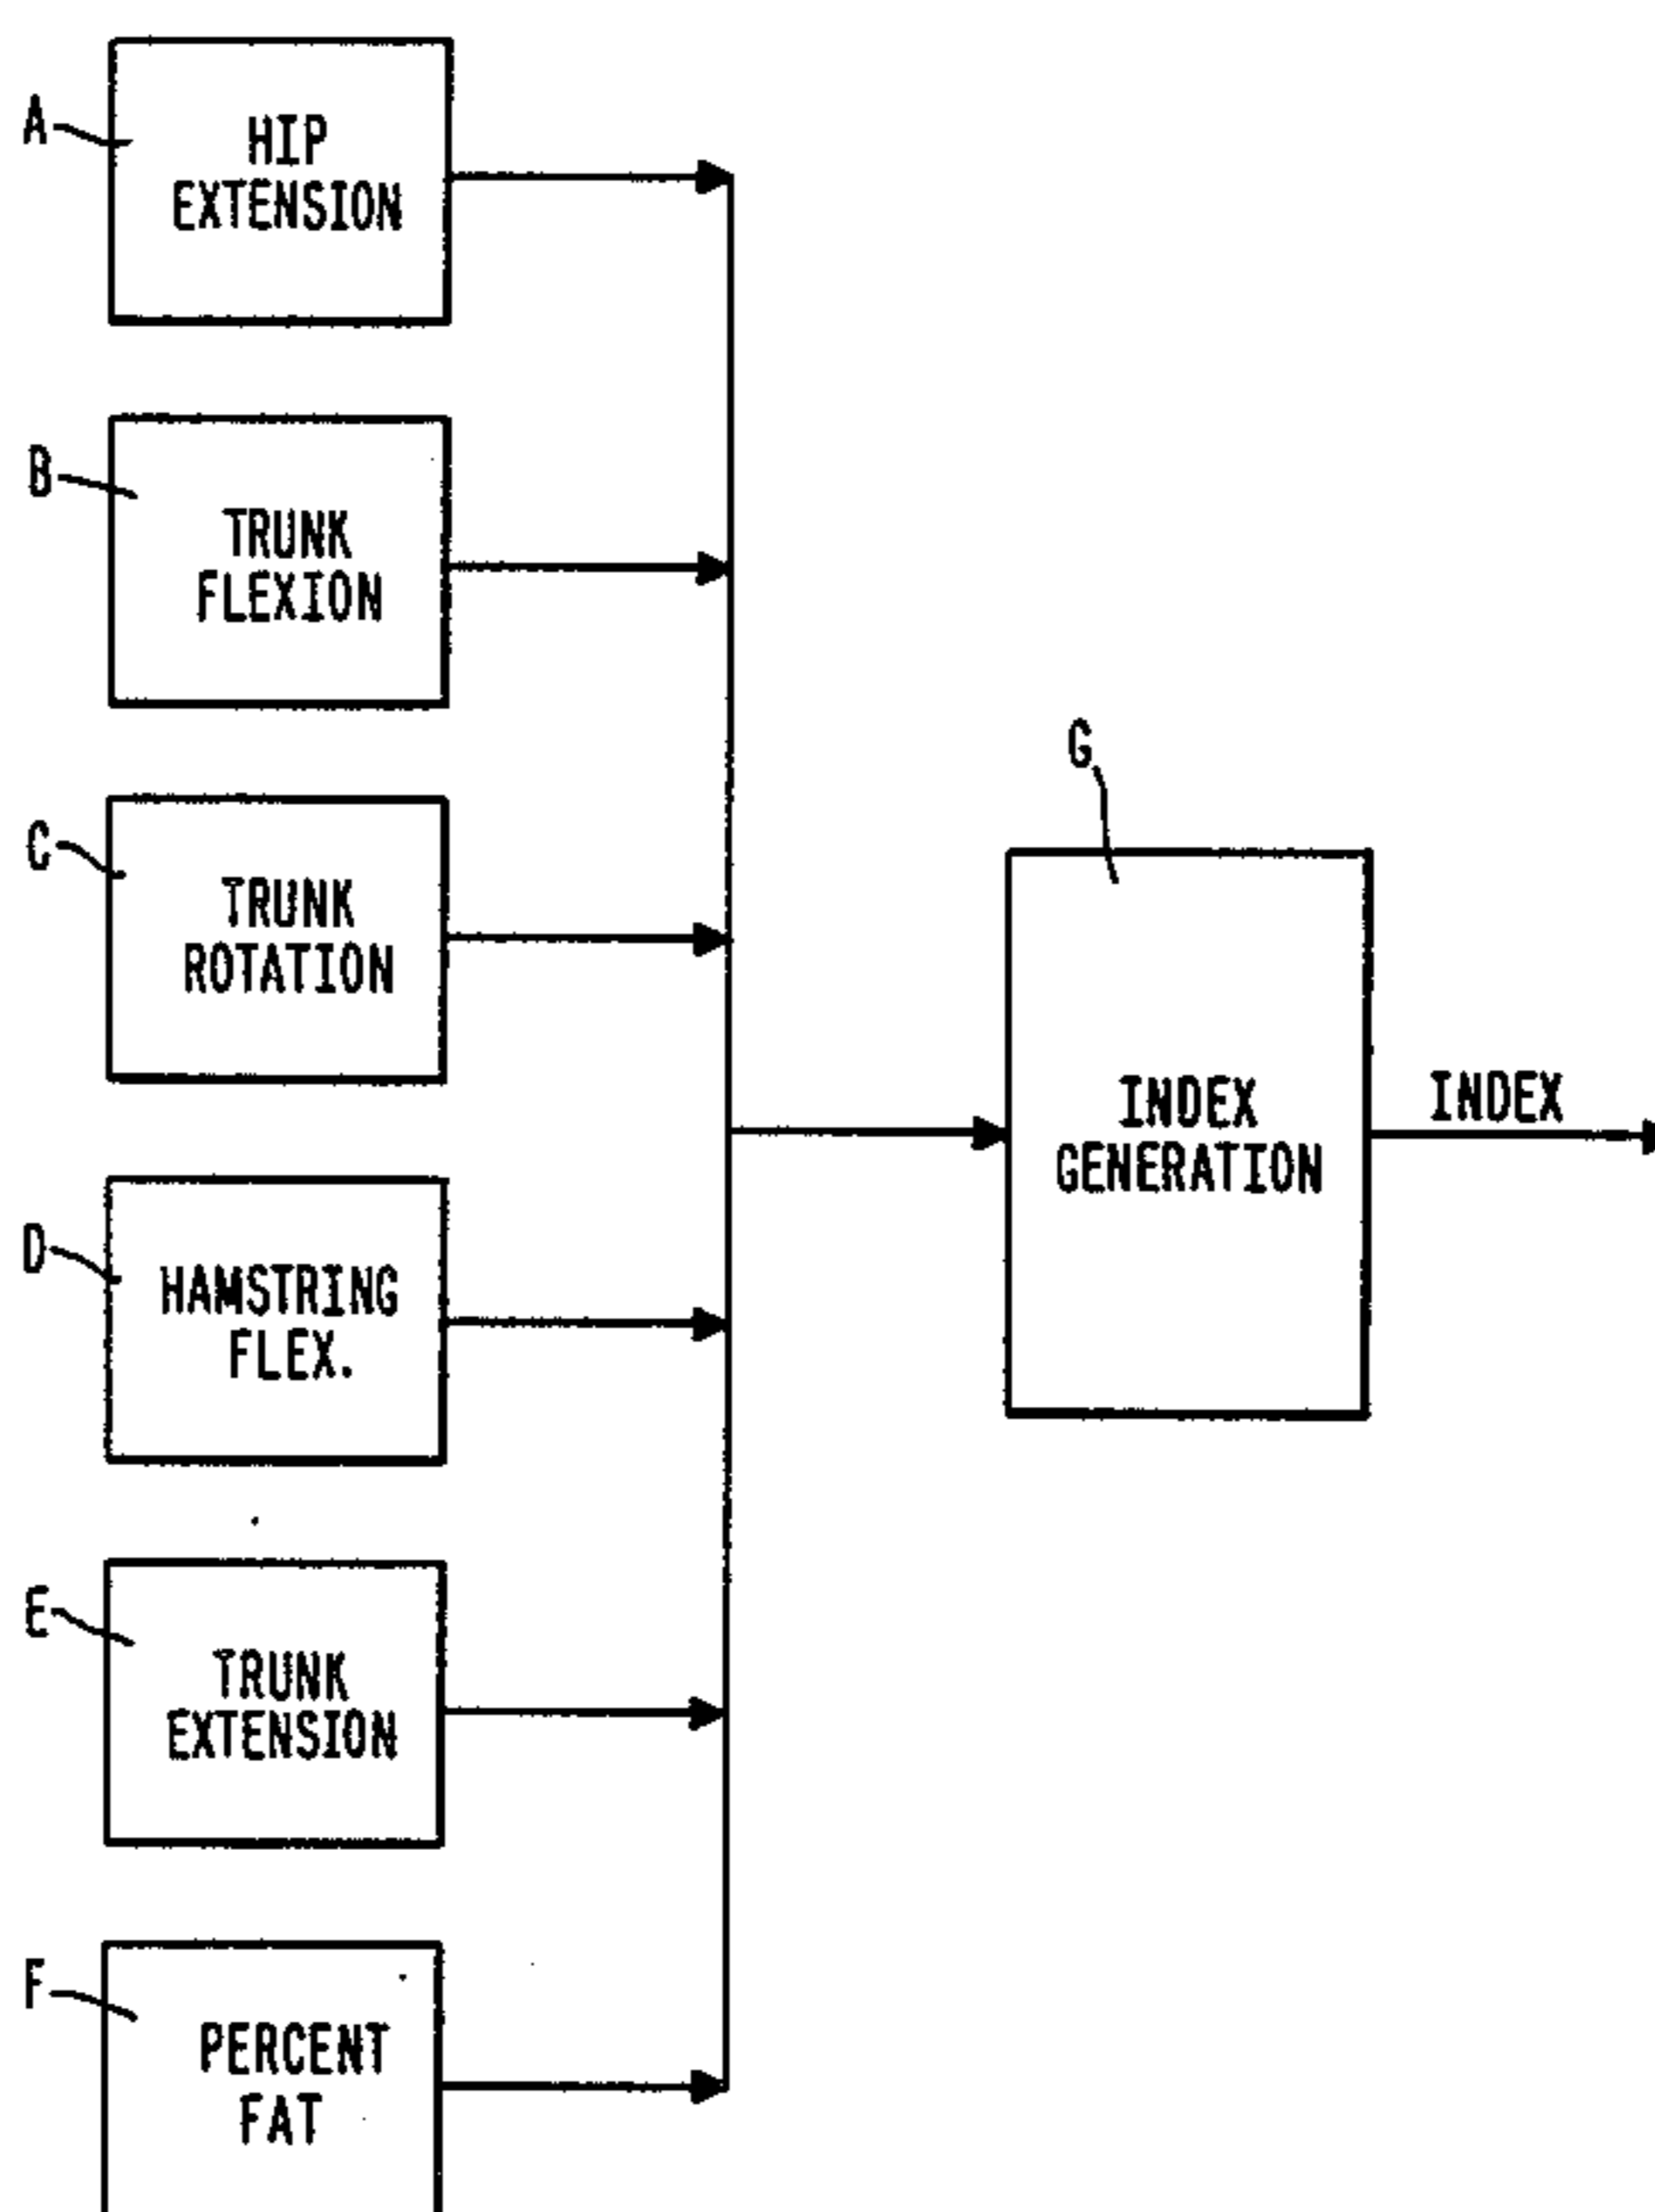 A
HIP
EXTENSION
B
TRUNK
FLEXION
C
TRUNK
ROTATION
D
HAMSTRING
FLEX.
E
TRUNK
EXTENSION
F
PERCENT
FAT
G
INDEX
GENERATION
INDEX